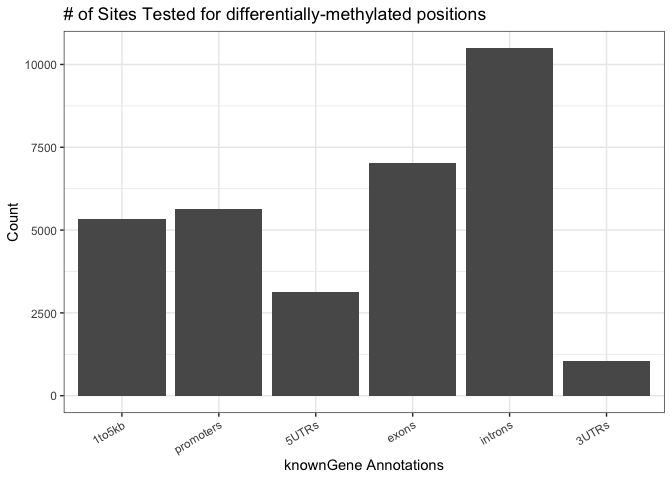 # of Sites Tested for differentially-methylated positions
Count
10000
7500
5000
2500
0
1to5kb
promoters
5UTRs
exons
introns
3UTRs
knownGene Annotations